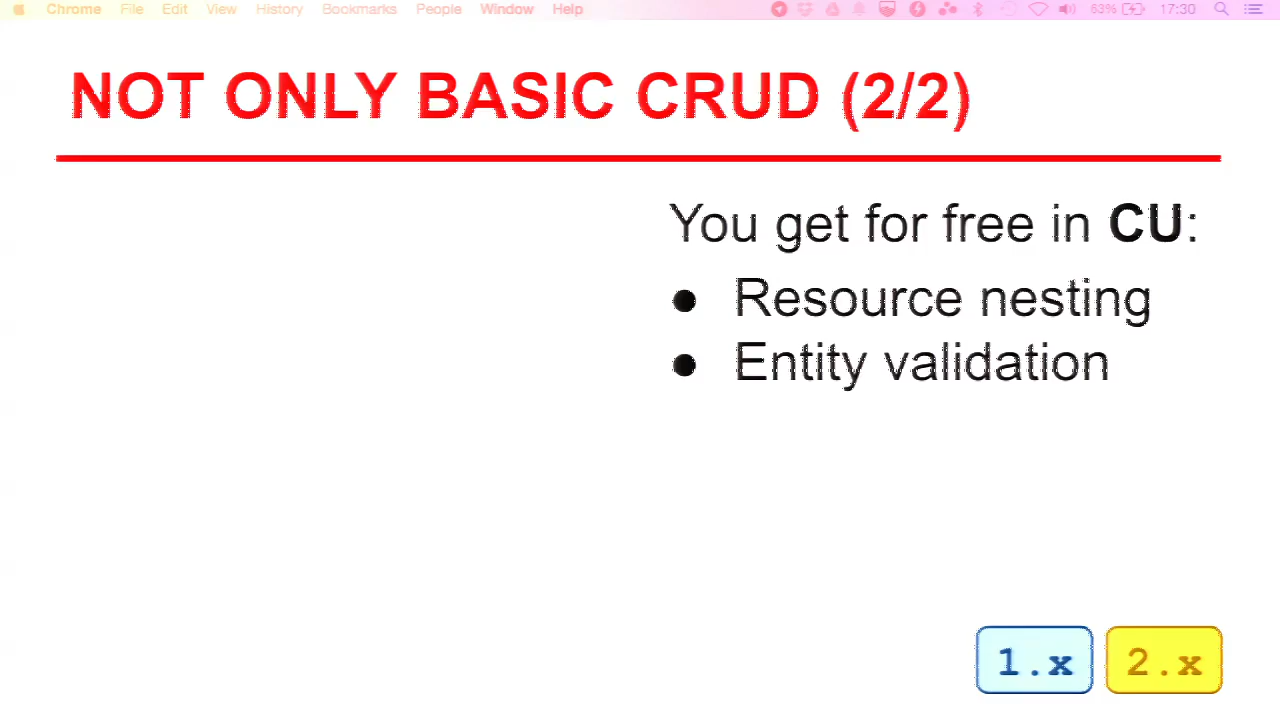 Chrome File Edit View History Bookmarks People Window Help 63% 17:30
NOT ONLY BASIC CRUD (2/2)
You get for free in CU:
● Resource nesting
● Entity validation
1.x 2.x